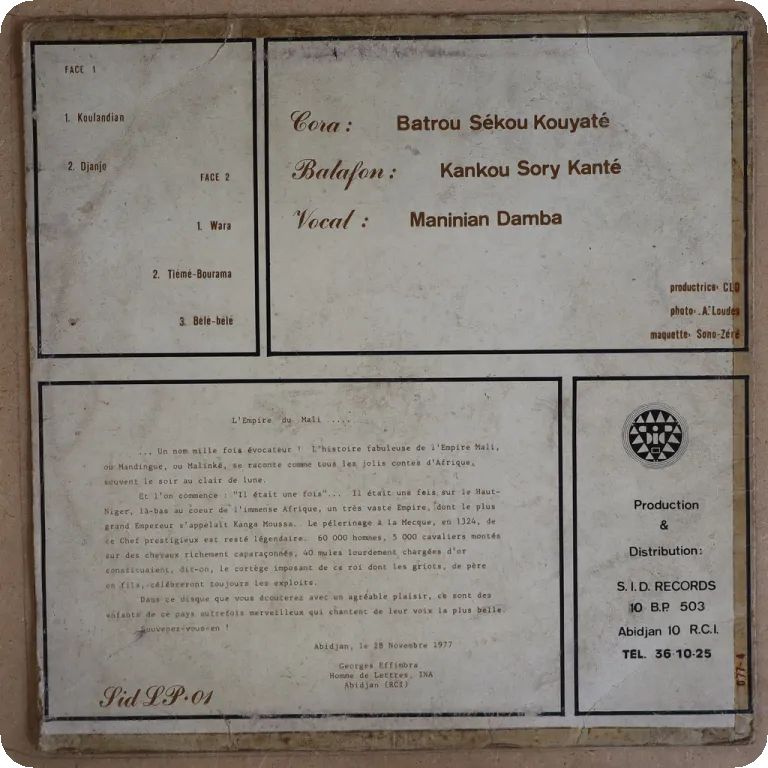 FACE 1
1. Koulandian
2. Djanjo
FACE 2
1. Wara
2. Tiémé-Bourama
3. Bèlè-bèlè
Cora : Batrou Sékou Kouyaté
Balafon : Kankou Sory Kanté
Vocal : Maninian Damba
productrice: CLO
photo: A. Loudes
maquette: Sono-Zéré
L'Empire du Mali .....
... Un nom mille fois évocateur ! L'histoire fabuleuse de l'Empire Mali,
ou Mandingue, ou Malinké, se raconte comme tous les jolis contes d'Afrique,
souvent le soir au clair de lune.
Et l'on commence : "Il était une fois"... Il était une fois sur le Haut-
Niger, là-bas au coeur de l'immense Afrique, un très vaste Empire, dont le plus
grand Empereur s'appelait Kanga Moussa. Le pélerinage à la Mecque, en 1324, de
ce Chef prestigieux est resté légendaire. 60 000 hommes, 3 000 cavaliers montés
sur des chevaux richement caparaçonnés, 40 mules lourdement chargées d'or
constituaient, dit-on, le cortège imposant de ce roi dont les griots, de père
en fils, célébreront toujours les exploits.
Dans ce disque que vous écouterez avec un agréable plaisir, ce sont des
enfants de ce pays autrefois merveilleux qui chantent de leur voix la plus belle
Souvenez-vous-en !
Abidjan, le 28 Novembre 1977
Georges Effimbra
Homme de Lettres, INA
Abidjan (RCI)
Sid LP·01
Production
&
Distribution:
S.I.D. RECORDS
10 B.P. 503
Abidjan 10 R.C.I.
TEL. 36-10-25
077-4